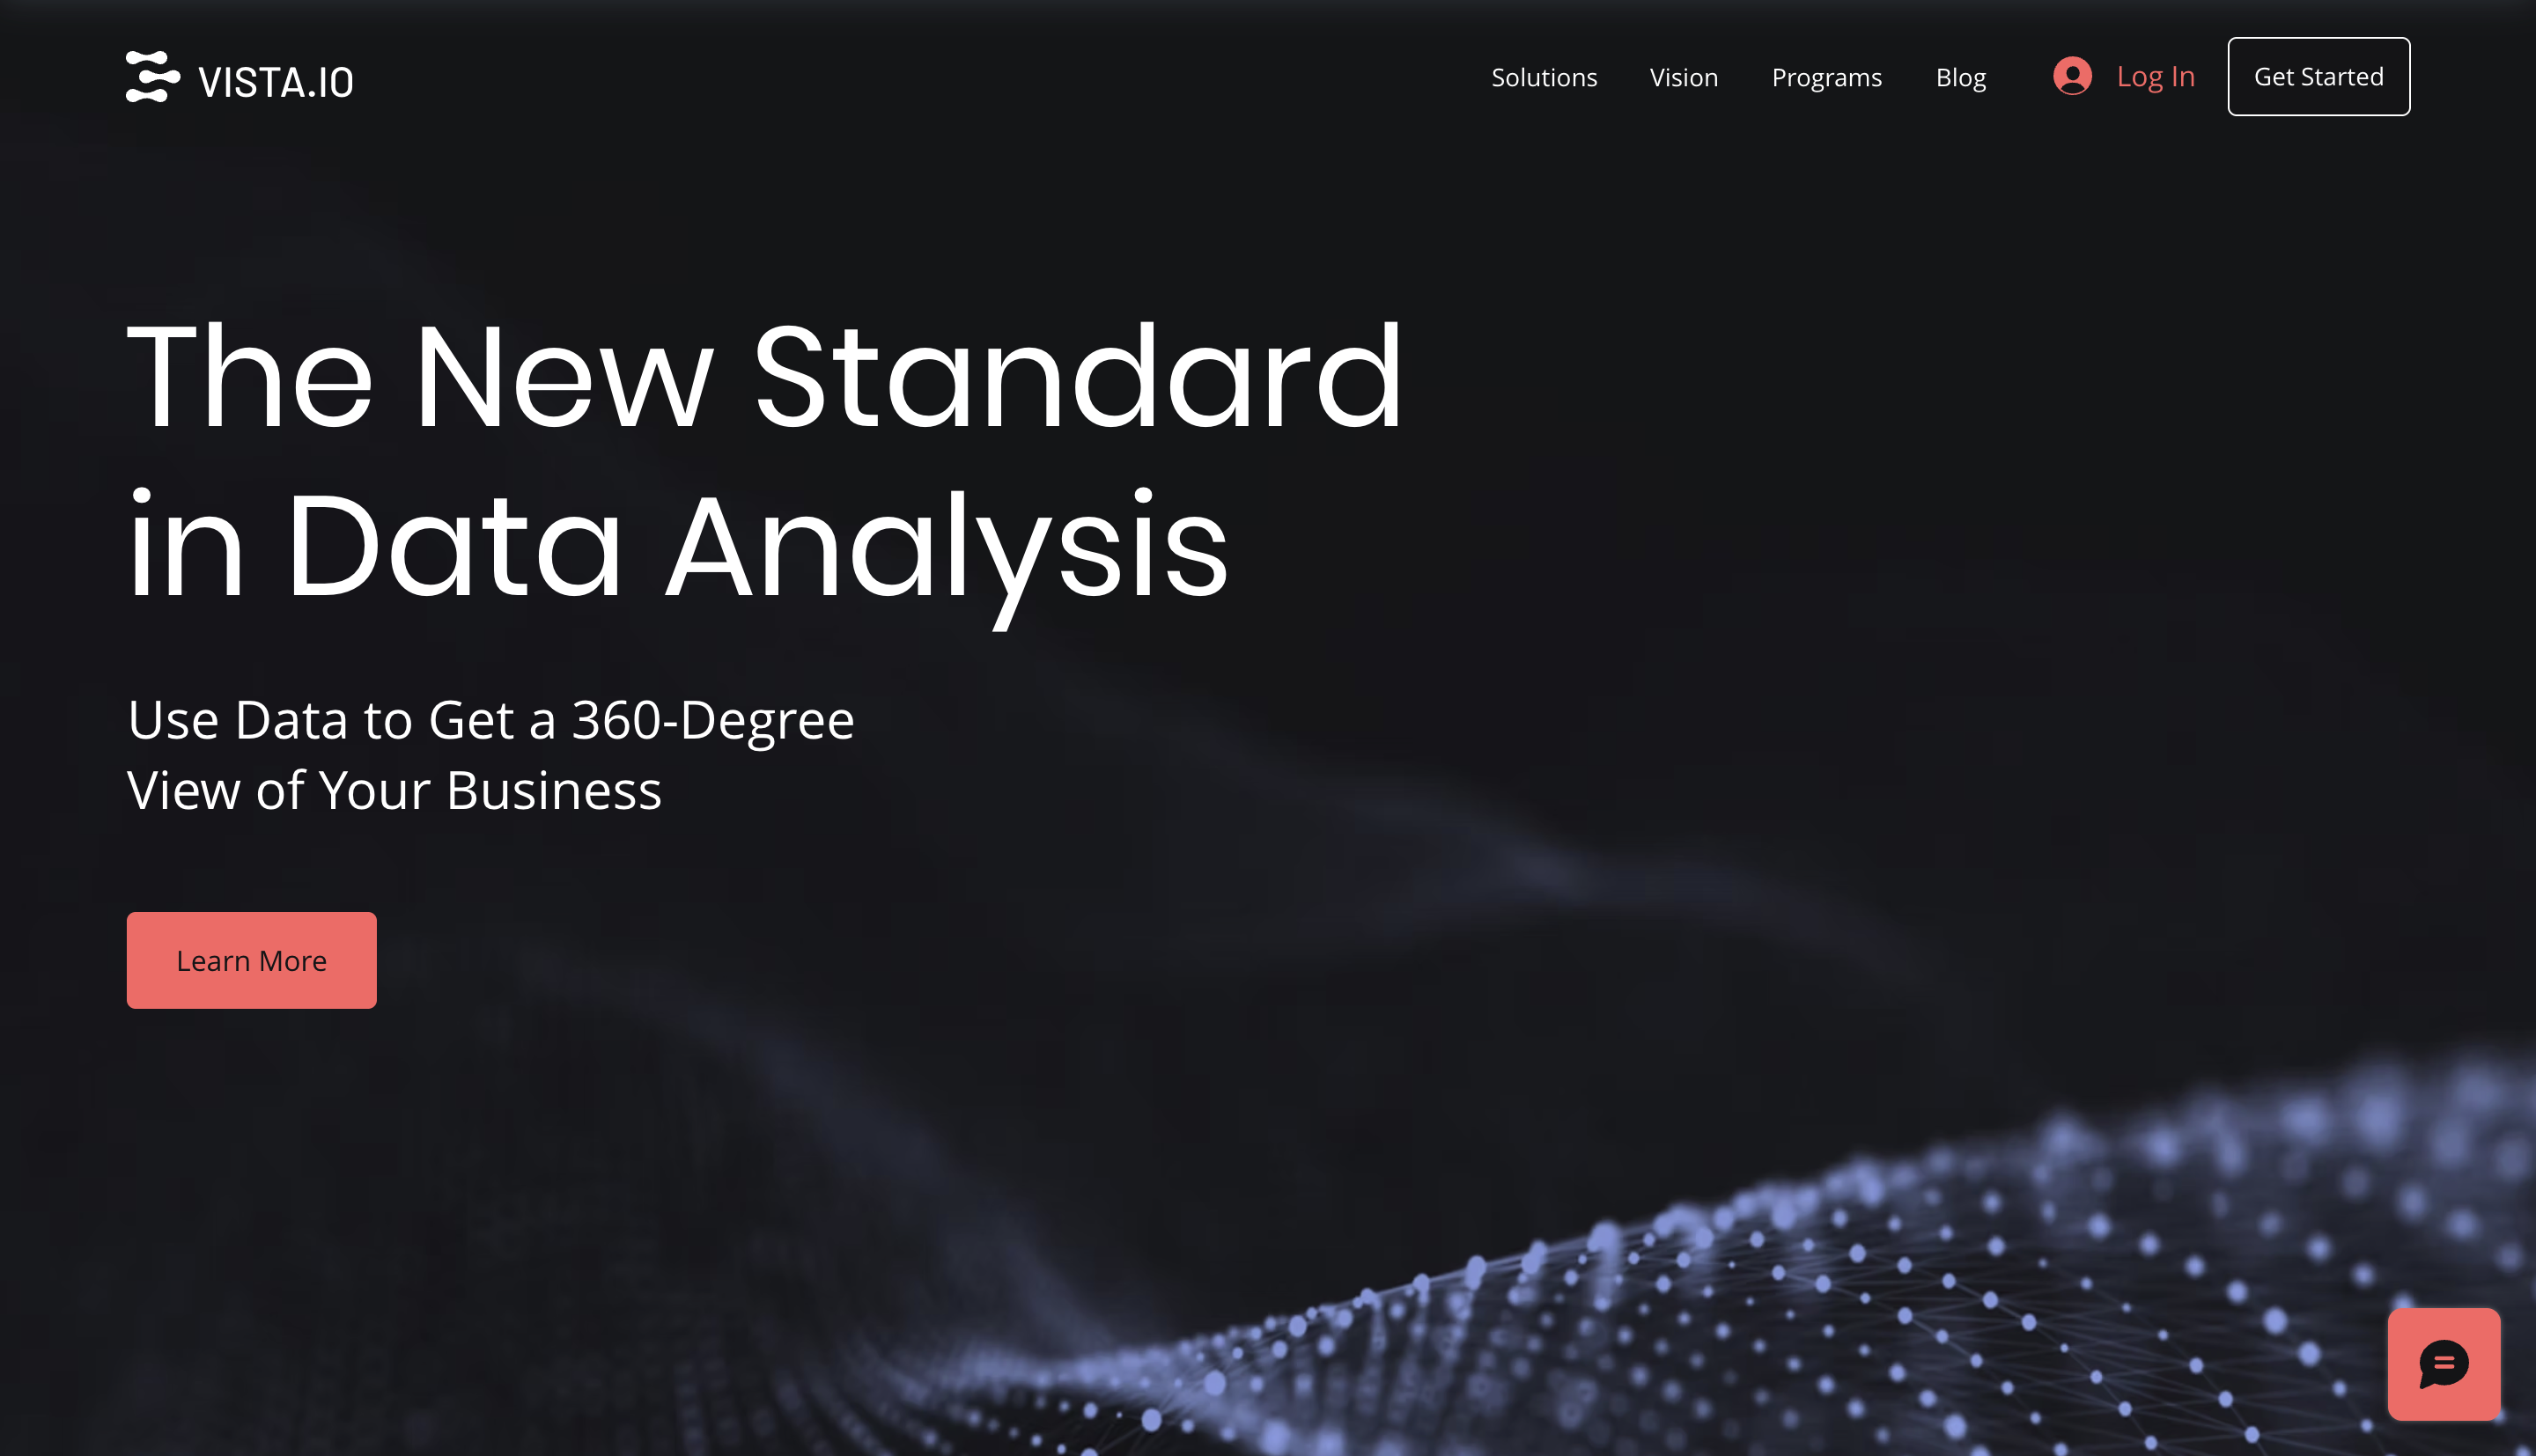 VISTA.IO
Solutions Vision Programs Blog Log In Get Started
The New Standard
in Data Analysis
Use Data to Get a 360-Degree
View of Your Business
Learn More